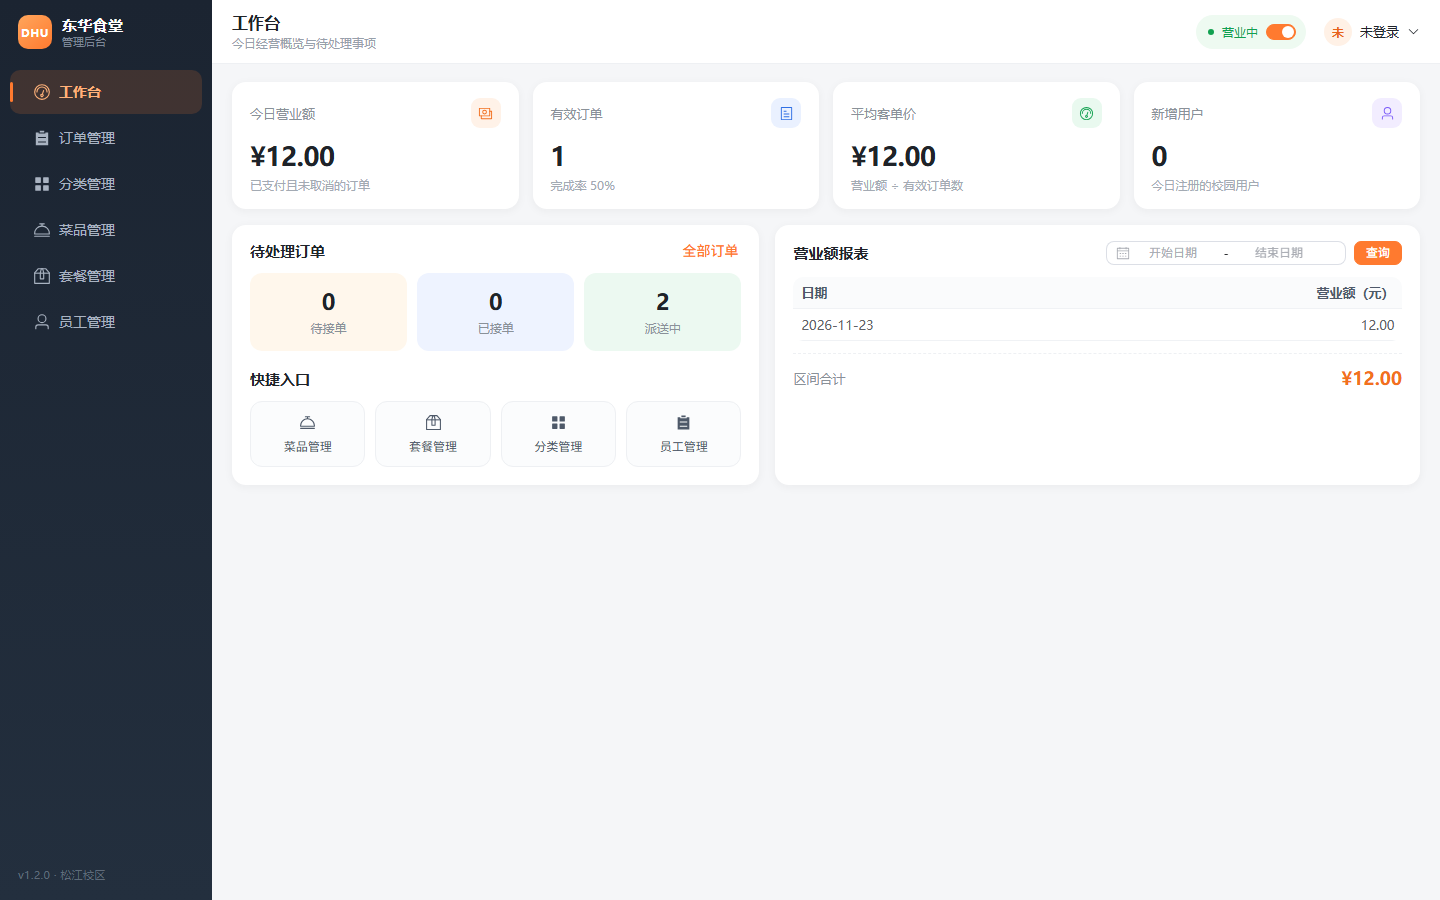 DHU
东华食堂
管理后台
工作台
订单管理
分类管理
菜品管理
套餐管理
员工管理
v1.2.0 · 松江校区
工作台
今日经营概览与待处理事项
营业中
未 未登录
今日营业额
¥12.00
已支付且未取消的订单
有效订单
1
完成率 50%
平均客单价
¥12.00
营业额 ÷ 有效订单数
新增用户
0
今日注册的校园用户
待处理订单 全部订单
0
待接单
0
已接单
2
派送中
快捷入口
菜品管理
套餐管理
分类管理
员工管理
营业额报表
开始日期 - 结束日期 查询
日期 营业额（元）
2026-11-23 12.00
区间合计 ¥12.00